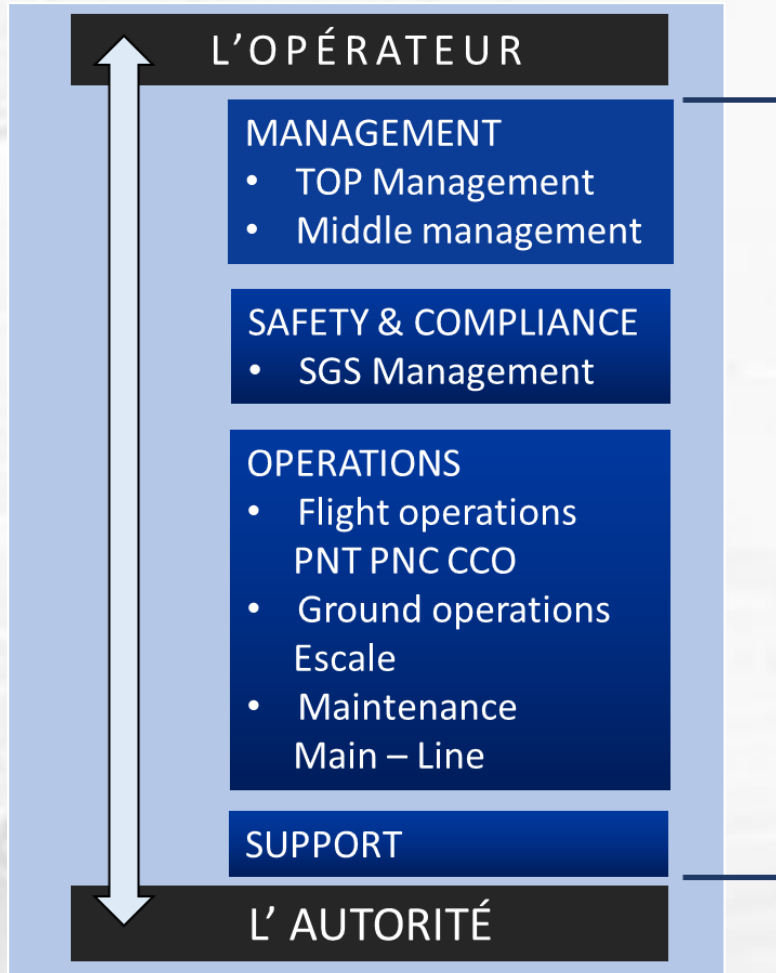 L'OPÉRATEUR
MANAGEMENT
• TOP Management
• Middle management
SAFETY & COMPLIANCE
• SGS Management
OPERATIONS
• Flight operations
PNT PNC CCO
• Ground operations
Escale
• Maintenance
Main – Line
SUPPORT
L' AUTORITÉ